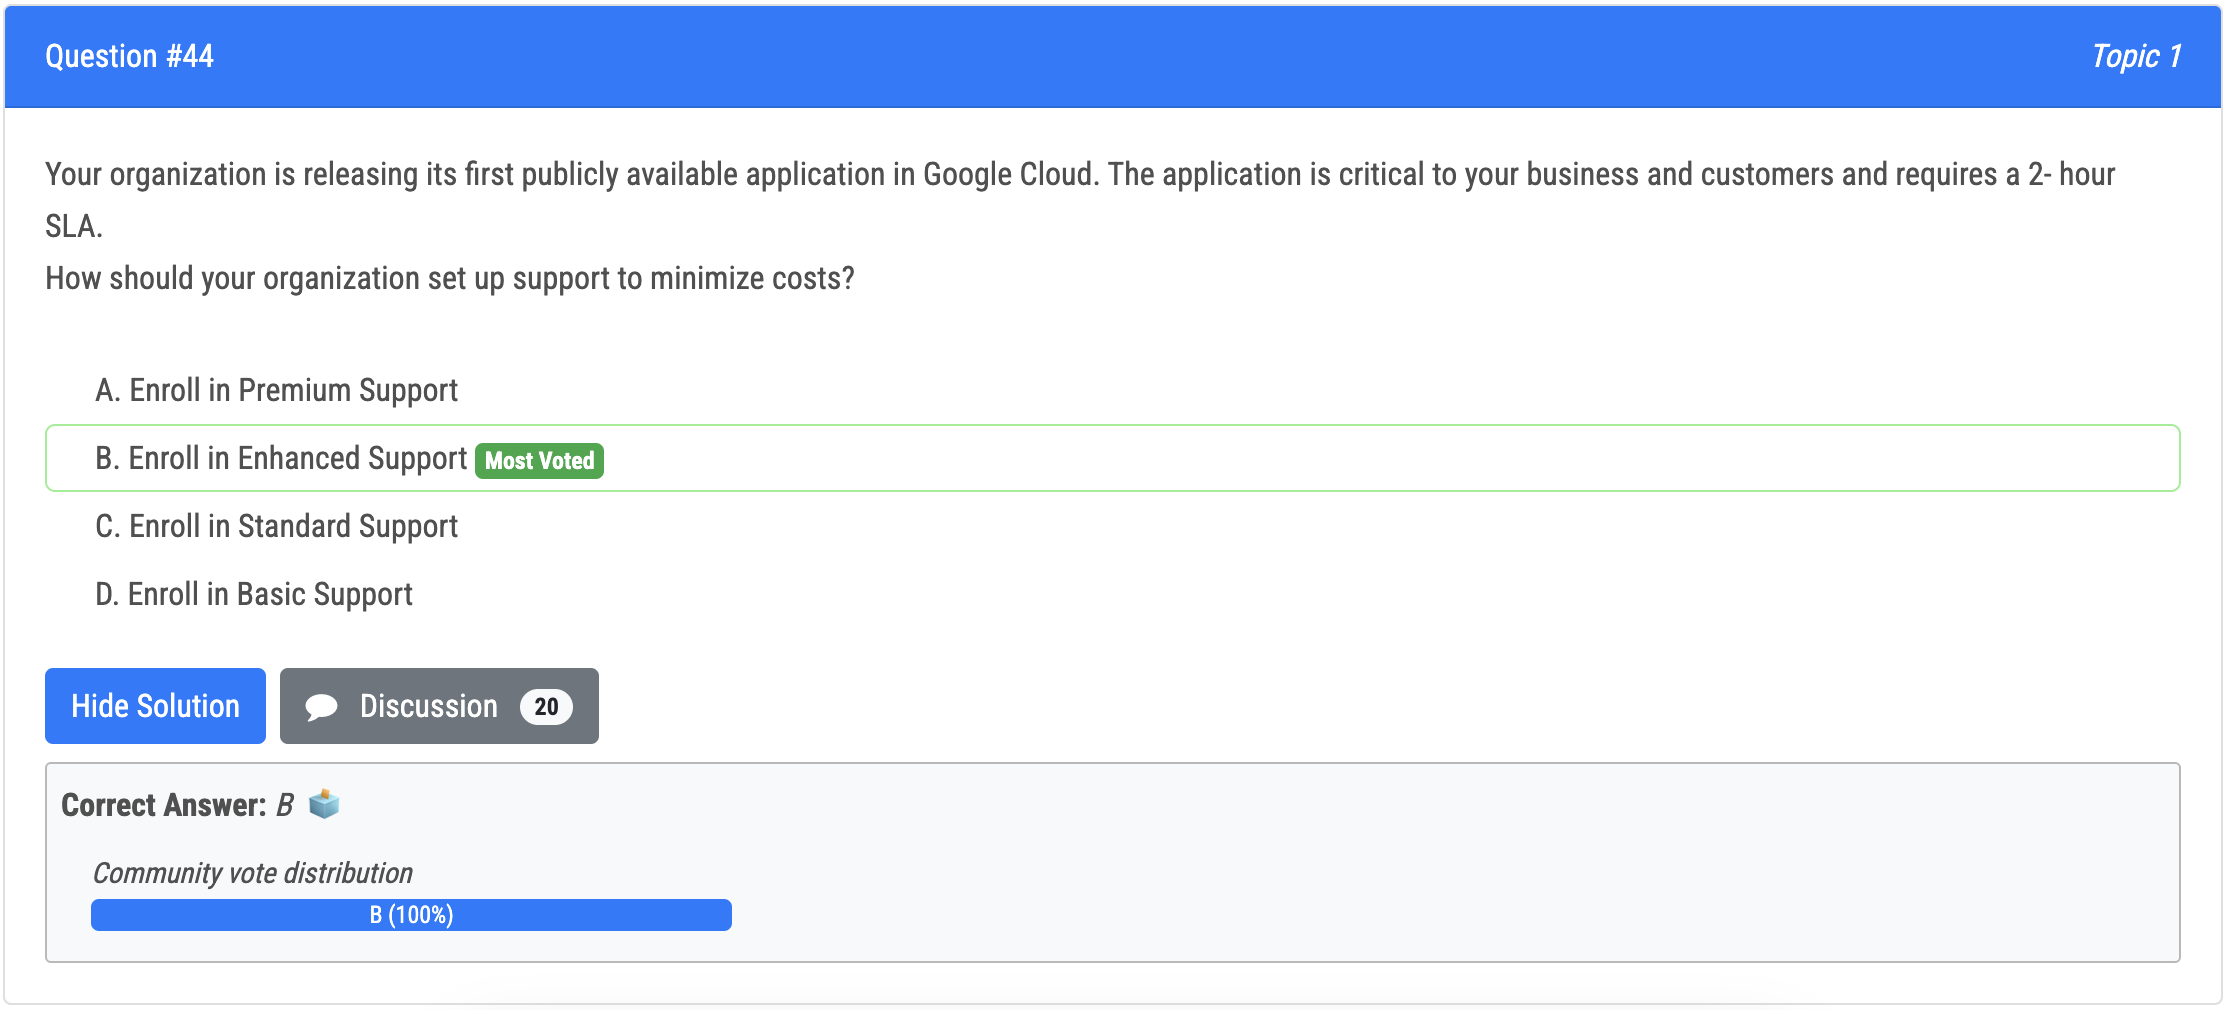 Question #44
Topic 1
Your organization is releasing its first publicly available application in Google Cloud. The application is critical to your business and customers and requires a 2- hour
SLA.
How should your organization set up support to minimize costs?
A. Enroll in Premium Support
B. Enroll in Enhanced Support Most Voted
C. Enroll in Standard Support
D. Enroll in Basic Support
Hide Solution
Discussion 20
Correct Answer: B
Community vote distribution
B (100%)